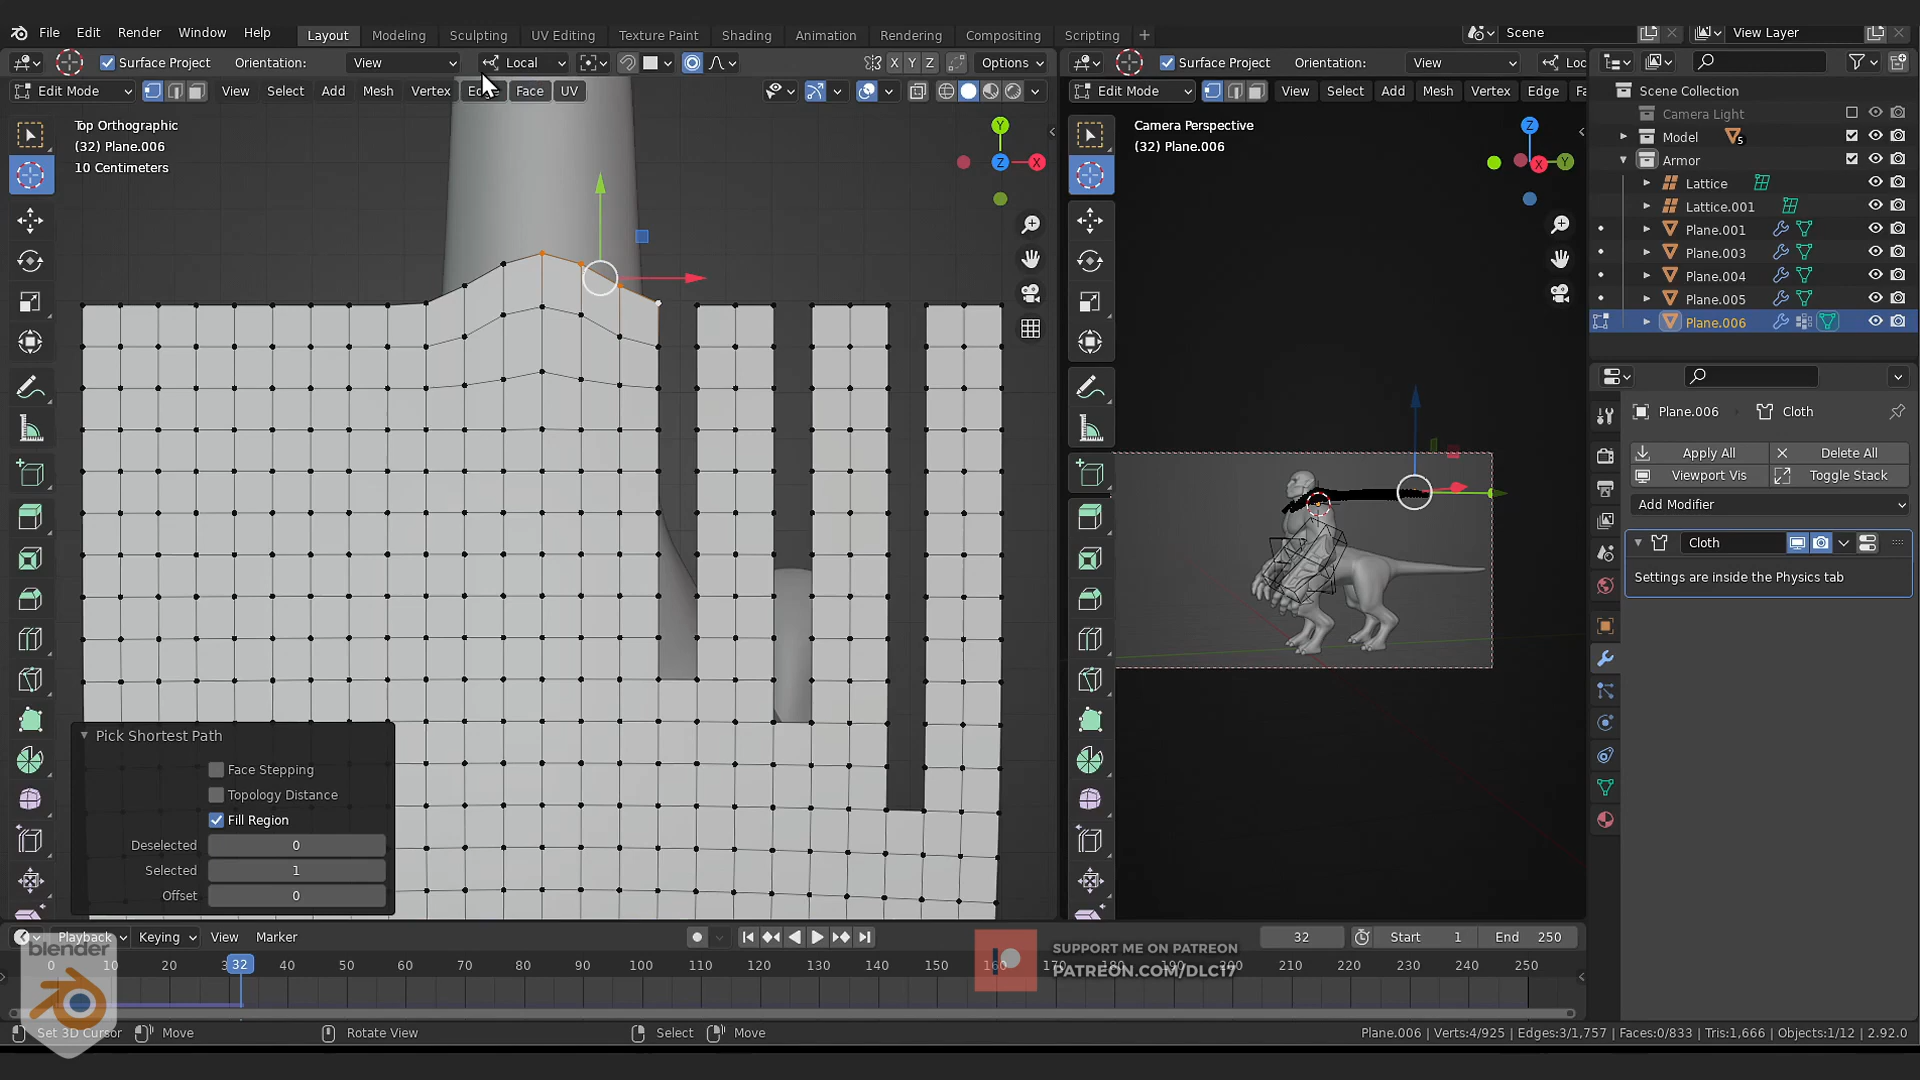 File Edit Render Window Help Layout Modeling Sculpting UV Editing Texture Paint Shading Animation Rendering Compositing Scripting + Scene View Layer
Surface Project Orientation: View Local X Y Z Options Surface Project Orientation: View Loc
Edit Mode View Select Add Mesh Vertex Face UV Edit Mode View Select Add Mesh Vertex Edge Fa
Top Orthographic
(32) Plane.006
10 Centimeters
Y
Z
X
Camera Perspective
(32) Plane.006
Z
X
Y
Scene Collection
Camera Light
Model 5
Armor
Lattice
Lattice.001
Plane.001
Plane.003
Plane.004
Plane.005
Plane.006
Plane.006 Cloth
Apply All Delete All
Viewport Vis Toggle Stack
Add Modifier
Cloth
Settings are inside the Physics tab
Pick Shortest Path
Face Stepping
Topology Distance
Fill Region
Deselected 0
Selected 1
Offset 0
Playback Keying View Marker 32 Start 1 End 250
0 10 20 32 40 50 60 70 80 90 100 110 120 130 140 150 160 170 180 190 200 210 220 230 240 250
blender
SUPPORT ME ON PATREON
PATREON.COM/DLC17
Set 3D Cursor Move Rotate View Select Move Plane.006 | Verts:4/925 | Edges:3/1,757 | Faces:0/833 | Tris:1,666 | Objects:1/12 | 2.92.0